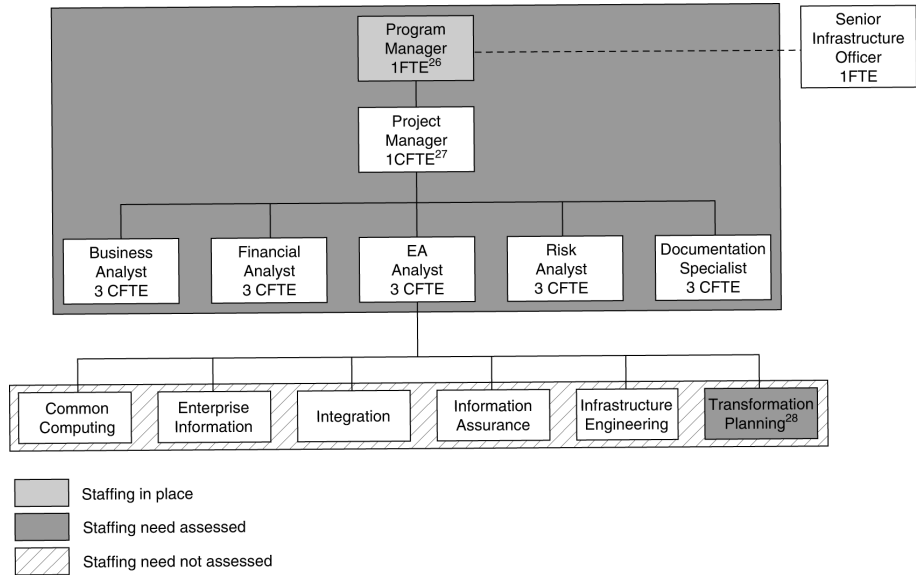 Program
Manager
1FTE26
Senior
Infrastructure
Officer
1FTE
Project
Manager
1CFTE27
Business
Analyst
3 CFTE
Financial
Analyst
3 CFTE
EA
Analyst
3 CFTE
Risk
Analyst
3 CFTE
Documentation
Specialist
3 CFTE
Common
Computing
Enterprise
Information
Integration
Information
Assurance
Infrastructure
Engineering
Transformation
Planning28
Staffing in place
Staffing need assessed
Staffing need not assessed